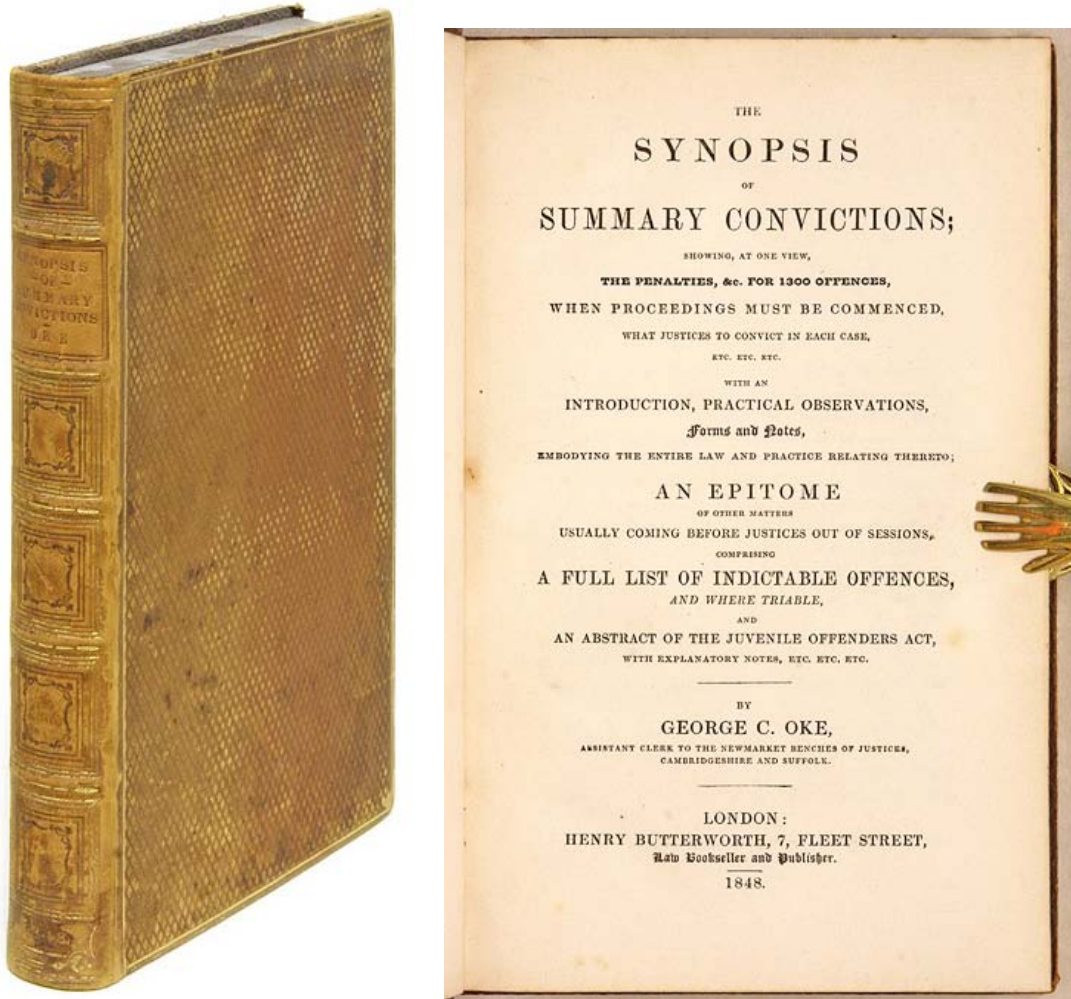 SYNOPSIS
OF
SUMMARY
CONVICTIONS
OKE
THE
SYNOPSIS
OF
SUMMARY CONVICTIONS;
SHOWING, AT ONE VIEW,
THE PENALTIES, &c. FOR 1300 OFFENCES,
WHEN PROCEEDINGS MUST BE COMMENCED,
WHAT JUSTICES TO CONVICT IN EACH CASE,
ETC. ETC. ETC.
WITH AN
INTRODUCTION, PRACTICAL OBSERVATIONS,
Forms and Notes,
EMBODYING THE ENTIRE LAW AND PRACTICE RELATING THERETO;
AN EPITOME
OF OTHER MATTERS
USUALLY COMING BEFORE JUSTICES OUT OF SESSIONS,
COMPRISING
A FULL LIST OF INDICTABLE OFFENCES,
AND WHERE TRIABLE,
AND
AN ABSTRACT OF THE JUVENILE OFFENDERS ACT,
WITH EXPLANATORY NOTES, ETC. ETC. ETC.
BY
GEORGE C. OKE,
ASSISTANT CLERK TO THE NEWMARKET BENCHES OF JUSTICES,
CAMBRIDGESHIRE AND SUFFOLK.
LONDON:
HENRY BUTTERWORTH, 7, FLEET STREET,
Law Bookseller and Publisher.
1848.